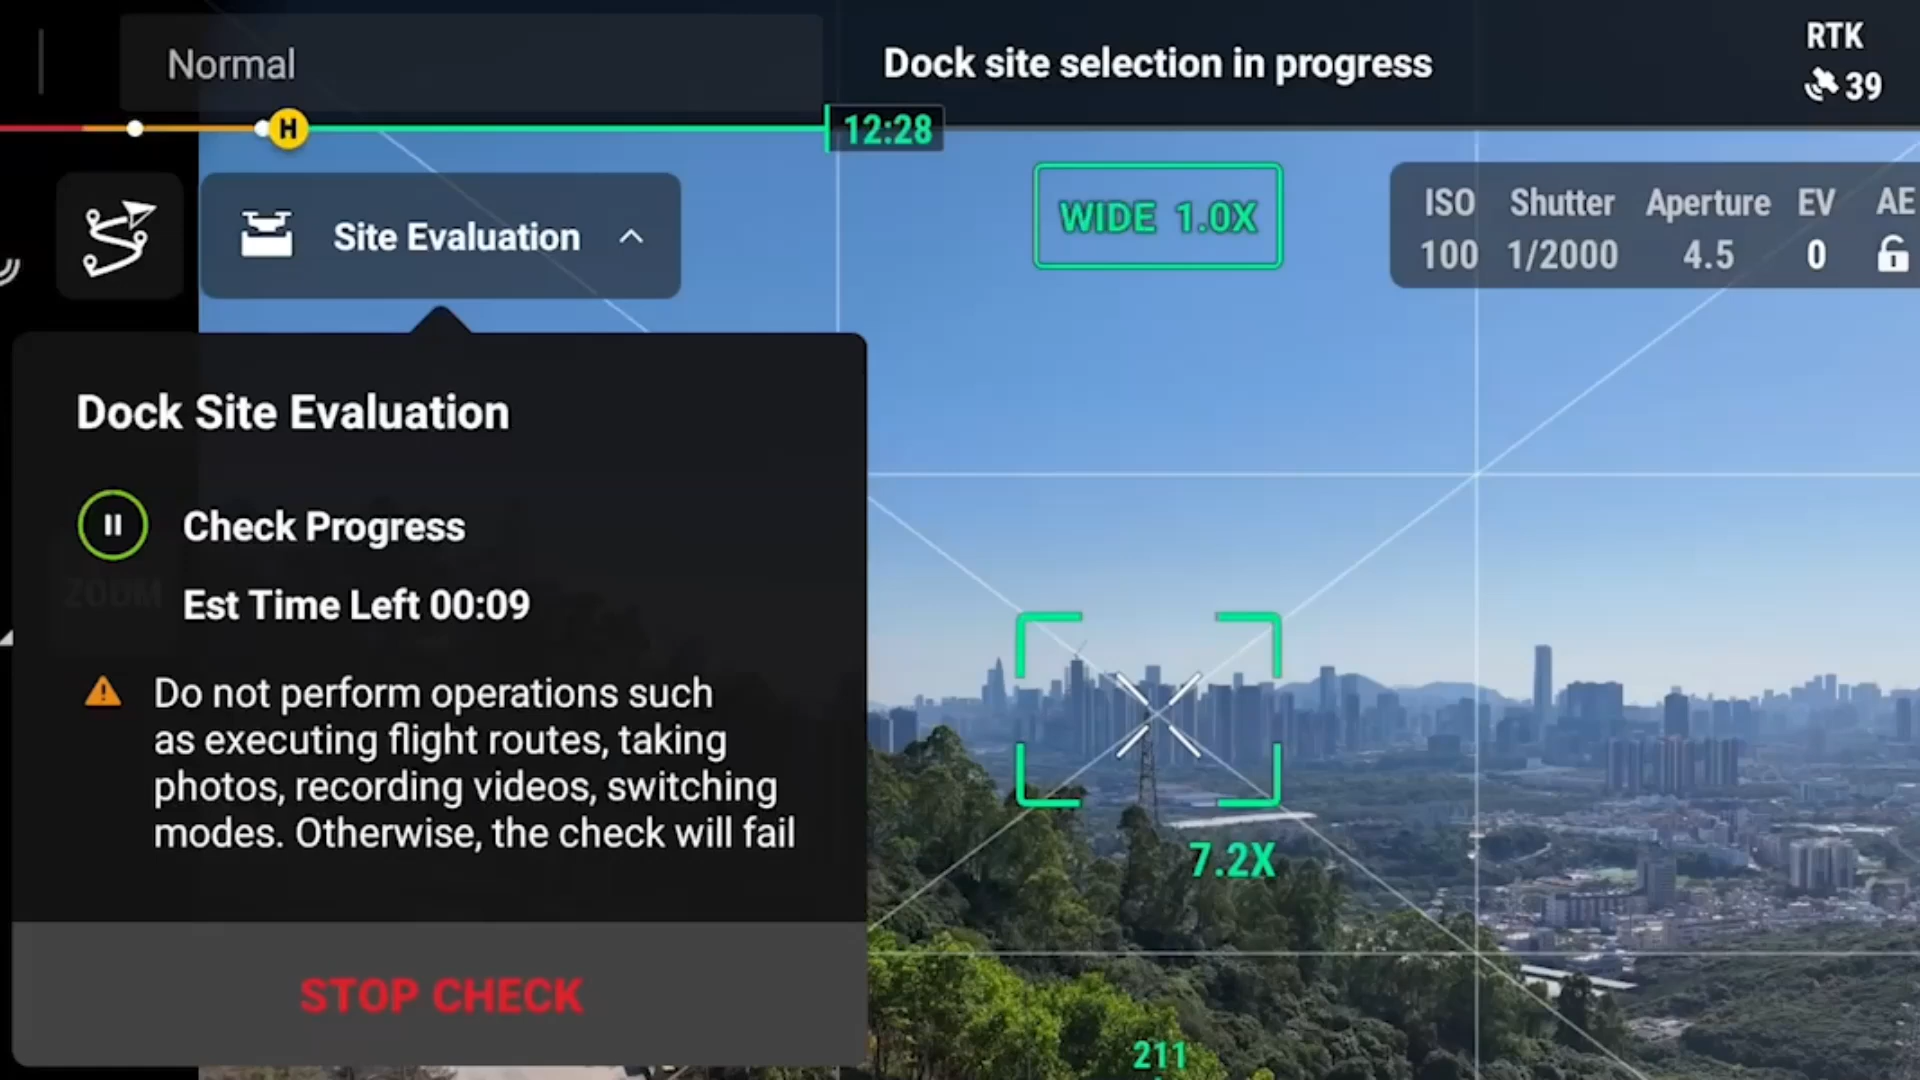 Normal
Dock site selection in progress
RTK
39
H
12:28
Site Evaluation
WIDE 1.0X
ISO Shutter Aperture EV AE
100 1/2000 4.5 0
Dock Site Evaluation
Check Progress
ZOOM
Est Time Left 00:09
Do not perform operations such
as executing flight routes, taking
photos, recording videos, switching
modes. Otherwise, the check will fail
7.2X
STOP CHECK
211